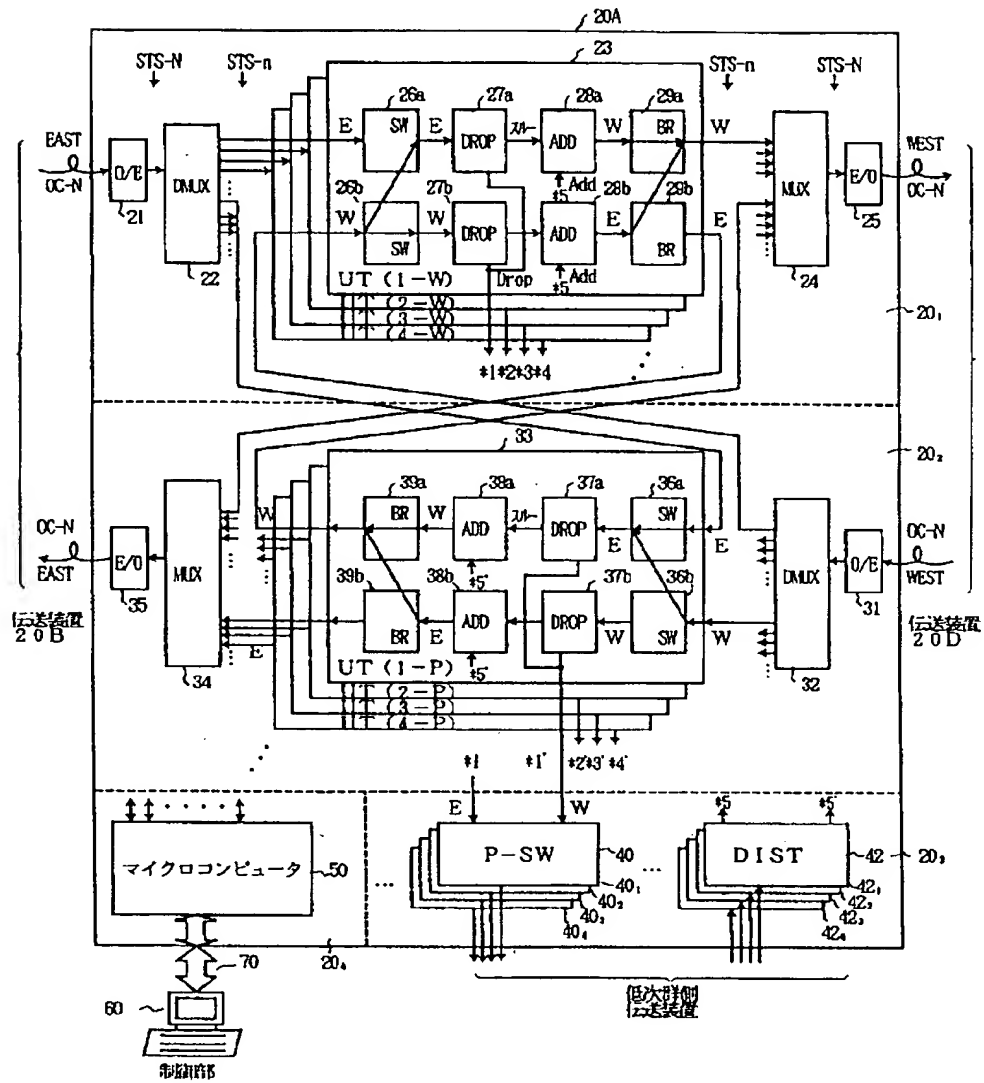 20A
STS-N
STS-n
23
STS-n
STS-N
26a
27a
28a
29a
EAST
OC-N
O/E
21
DMUX
22
E
SW
E
DROP
スルー
ADD
W
BR
W
26b
27b
28b
29b
W
SW
W
DROP
*5
Add
ADD
E
BR
E
MUX
24
E/O
25
WEST
OC-N
UT (1-W)
Drop
*5
Add
(2-W)
(3-W)
(4-W)
*1 *2 *3 *4
20₁
33
20₂
39a
38a
37a
36a
OC-N
EAST
E/O
35
MUX
34
W
BR
W
ADD
スルー
DROP
E
SW
E
39b
38b
37b
36b
*5'
BR
E
ADD
DROP
W
SW
W
DMUX
32
O/E
31
OC-N
WEST
伝送装置
20B
伝送装置
20D
E
UT (1-P)
*5'
(2-P)
(3-P)
(4-P)
*1
*1'
*2' *3' *4'
E
W
*5
*5'
マイクロコンピュータ
50
P-SW
40
40₁
40₂
40₃
40₄
DIST
42
42₁
42₂
42₃
42₄
20₃
20₄
70
60
制御部
低次群側
伝送装置